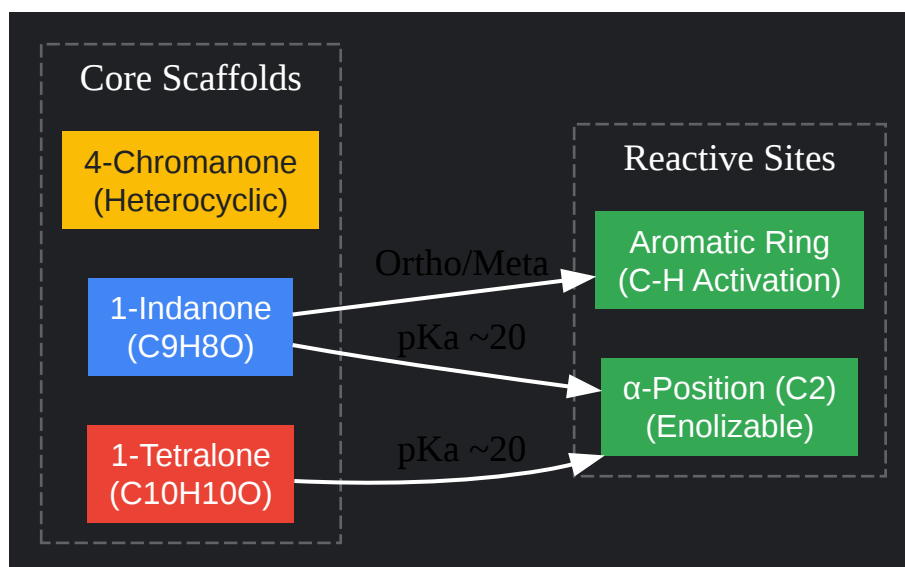 Core Scaffolds
4-Chromanone
(Heterocyclic)
1-Indanone
(C9H8O)
1-Tetralone
(C10H10O)
Ortho/Meta
pKa ~20
pKa ~20
Reactive Sites
Aromatic Ring
(C-H Activation)
α-Position (C2)
(Enolizable)